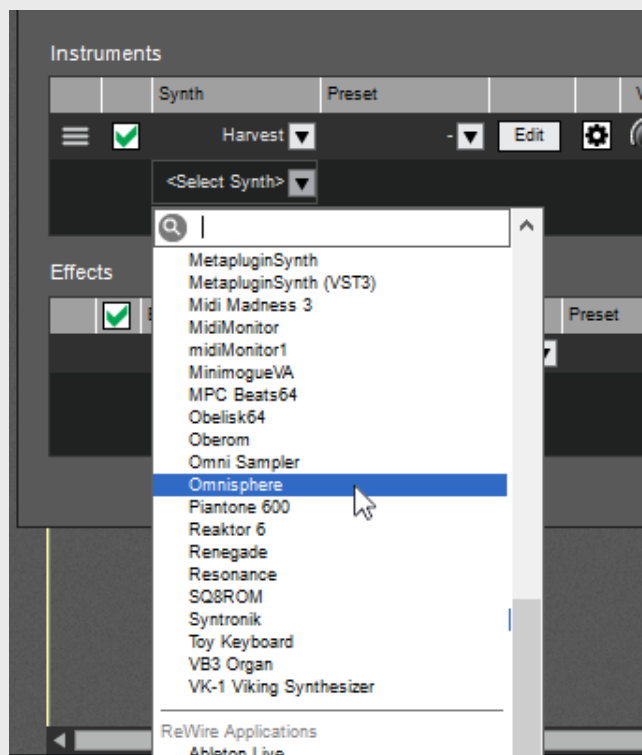 Instruments
Synth Preset
Harvest - Edit
<Select Synth>
MetapluginSynth
MetapluginSynth (VST3)
Midi Madness 3
MidiMonitor
midiMonitor1
MinimogueVA
MPC Beats64
Obelisk64
Oberom
Omni Sampler
Omnisphere
Piantone 600
Reaktor 6
Renegade
Resonance
SQ8ROM
Syntronik
Toy Keyboard
VB3 Organ
VK-1 Viking Synthesizer
ReWire Applications
Ableton Live
Effects
Preset